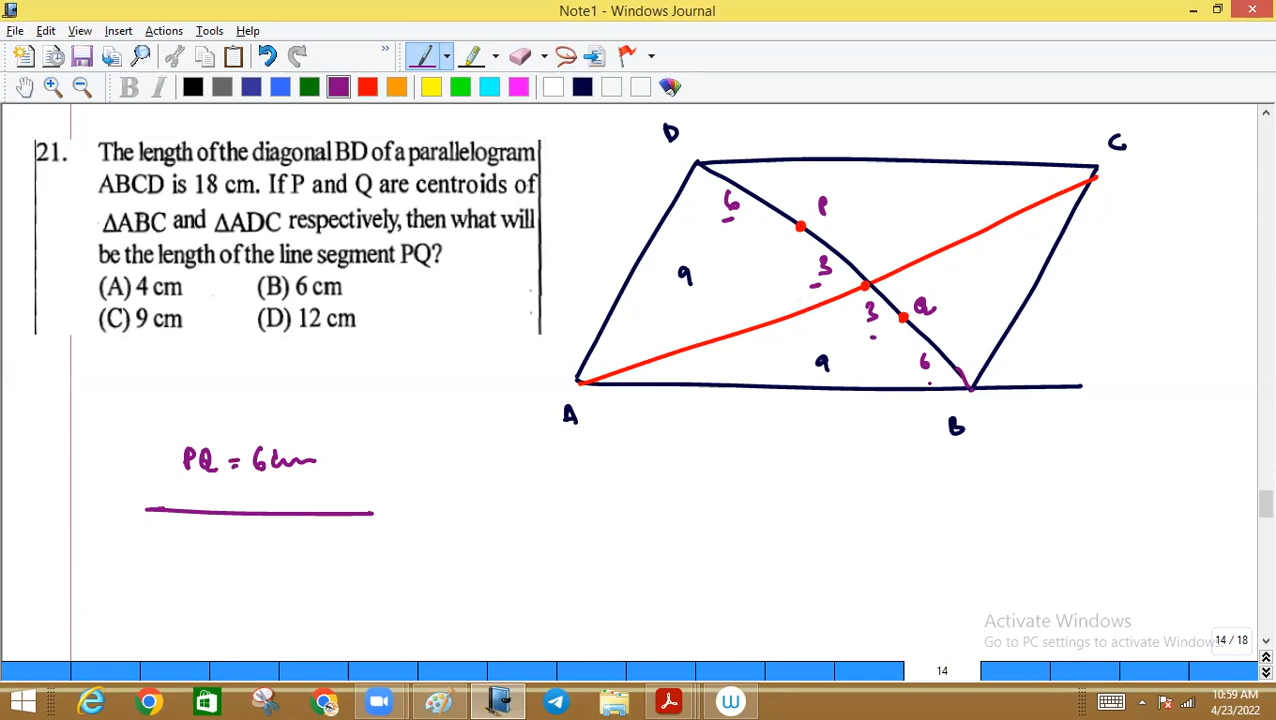 Note1 - Windows Journal
File Edit View Insert Actions Tools Help
21. The length of the diagonal BD of a parallelogram
ABCD is 18 cm. If P and Q are centroids of
ΔABC and ΔADC respectively, then what will
be the length of the line segment PQ?
(A) 4 cm (B) 6 cm
(C) 9 cm (D) 12 cm
D
C
6
P
9
3
3
Q
9
6
A
B
PQ = 6cm
Activate Windows
Go to PC settings to activate Windows.
14 / 18
14
10:59 AM
4/23/2022